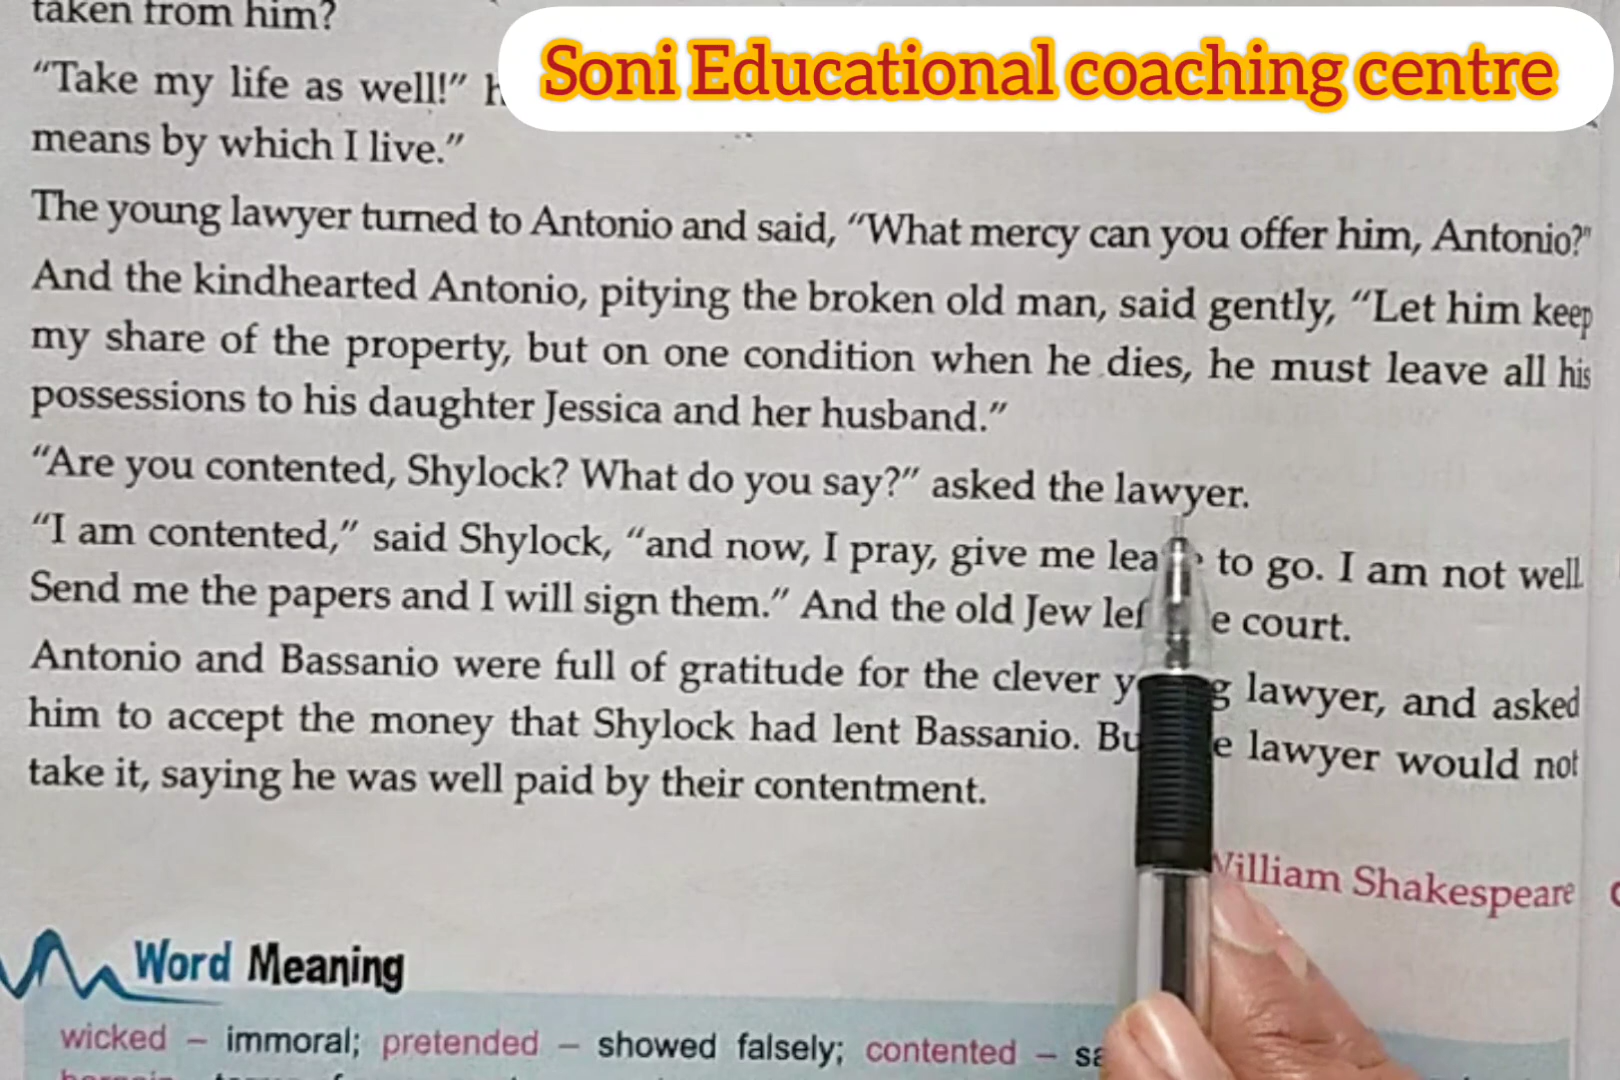 taken from him?
Soni Educational coaching centre
"Take my life as well!"
means by which I live."
The young lawyer turned to Antonio and said, "What mercy can you offer him, Antonio?"
And the kindhearted Antonio, pitying the broken old man, said gently, "Let him keep
my share of the property, but on one condition when he dies, he must leave all his
possessions to his daughter Jessica and her husband."
"Are you contented, Shylock? What do you say?" asked the lawyer.
"I am contented," said Shylock, "and now, I pray, give me to go. I am not well.
Send me the papers and I will sign them." And the old Jew court.
Antonio and Bassanio were full of gratitude for the clever lawyer, and asked
him to accept the money that Shylock had lent Bassanio. lawyer would not
take it, saying he was well paid by their contentment.
William Shakespeare
Word Meaning
wicked – immoral; pretended – showed falsely; contented –